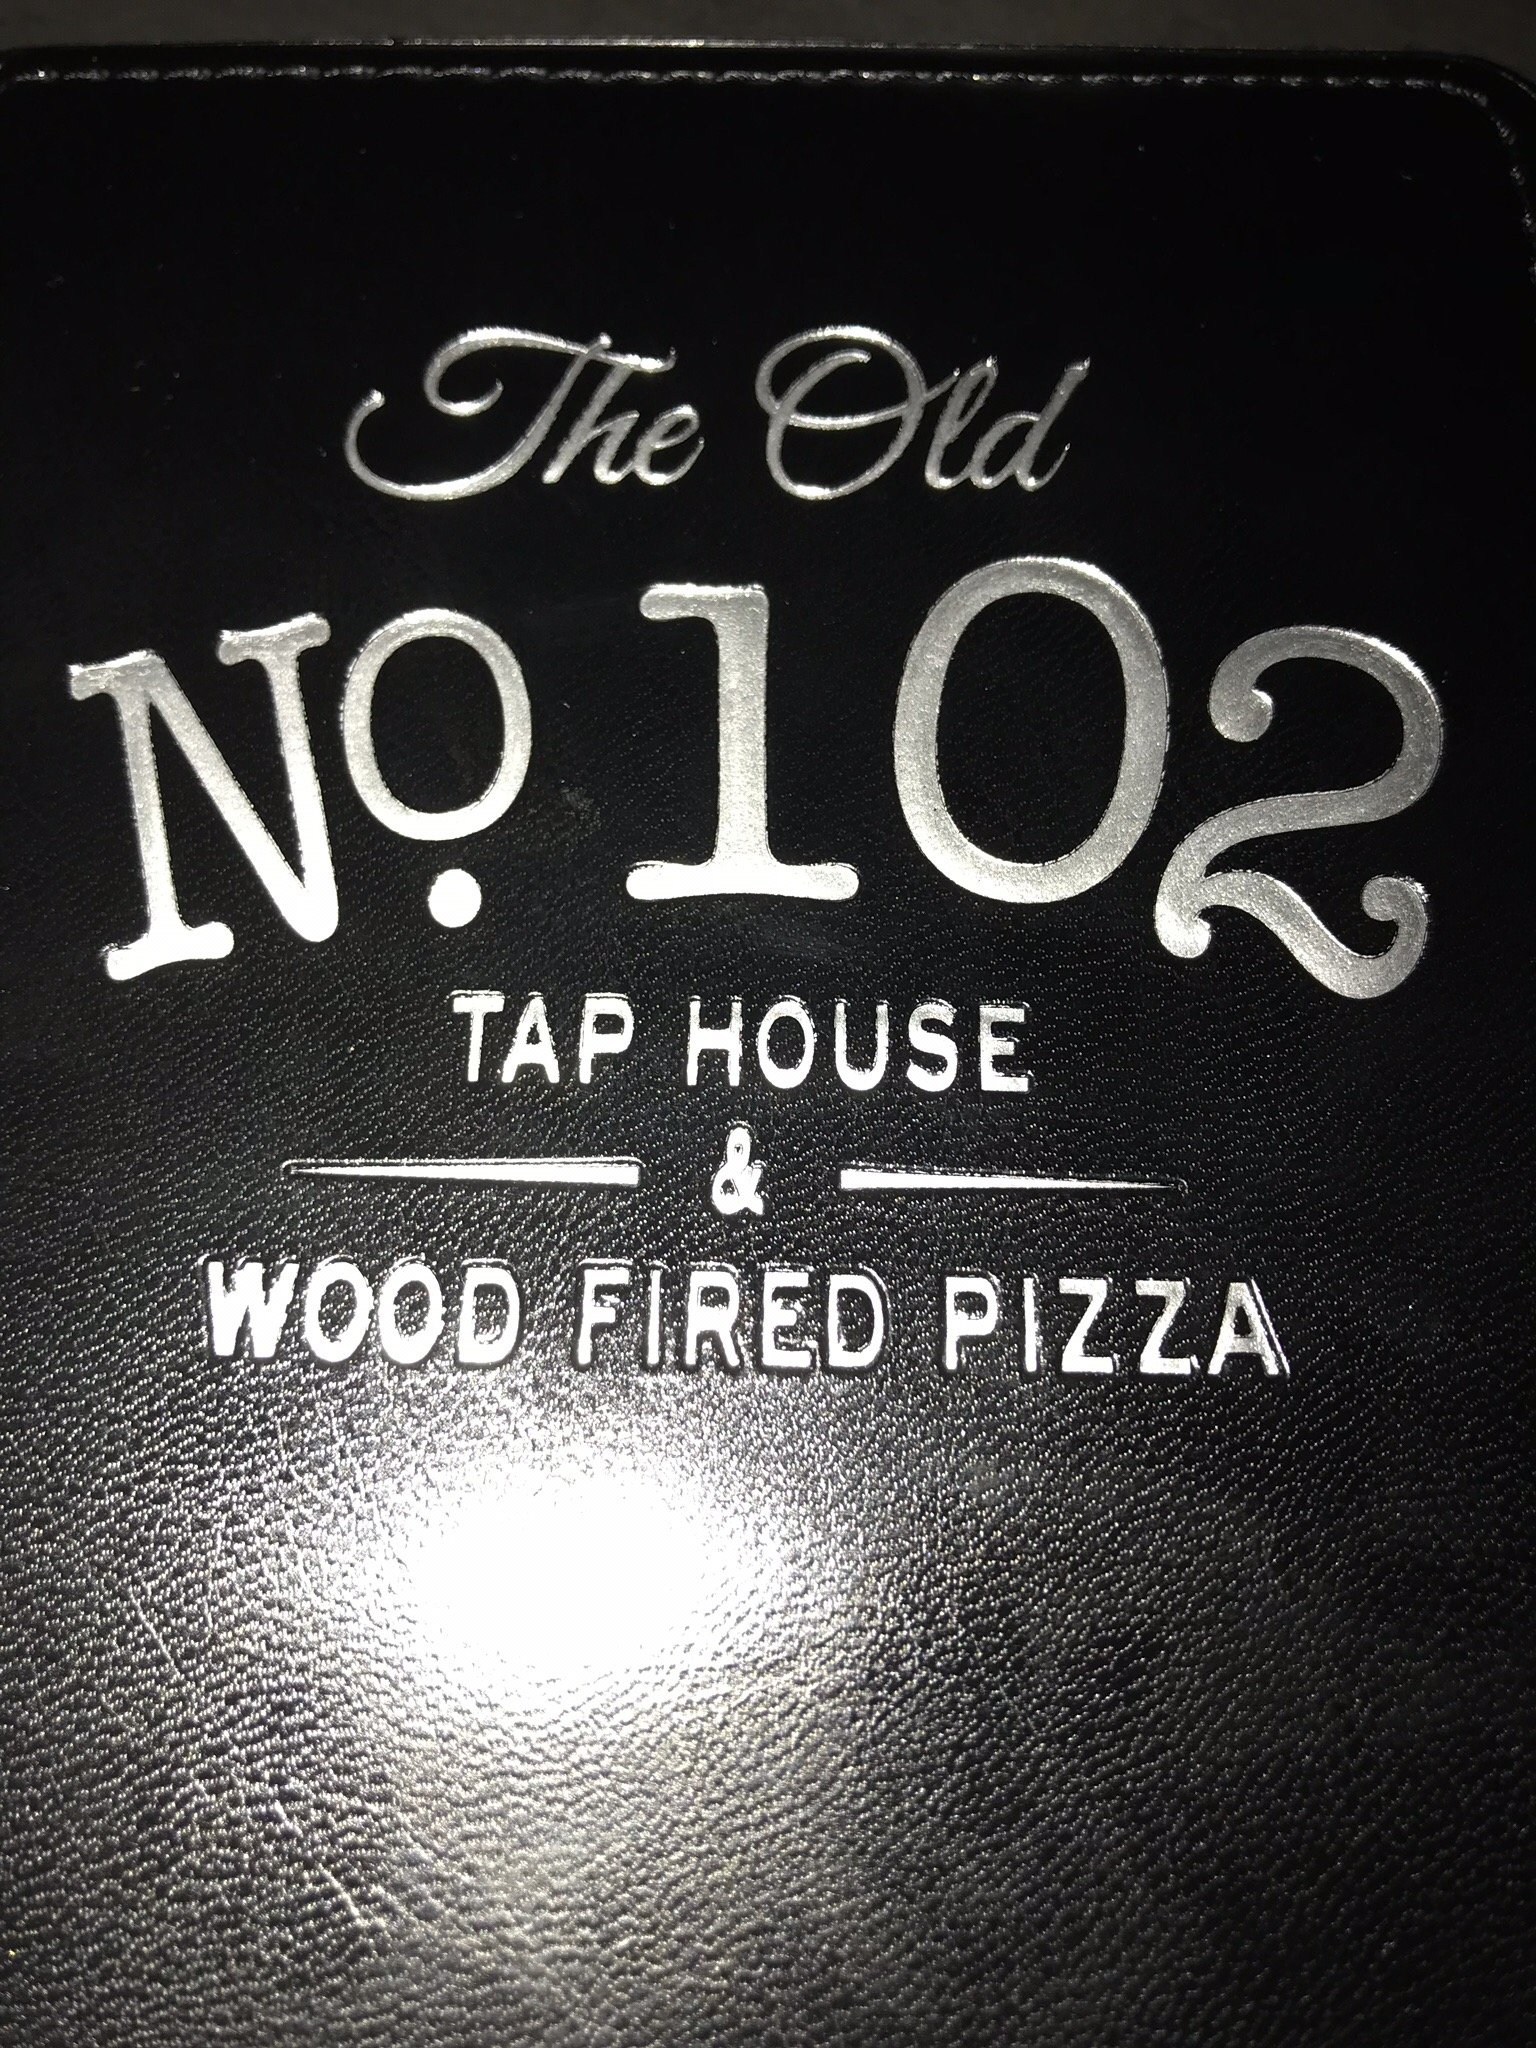 The Old
No. 102
TAP HOUSE
&
WOOD FIRED PIZZA